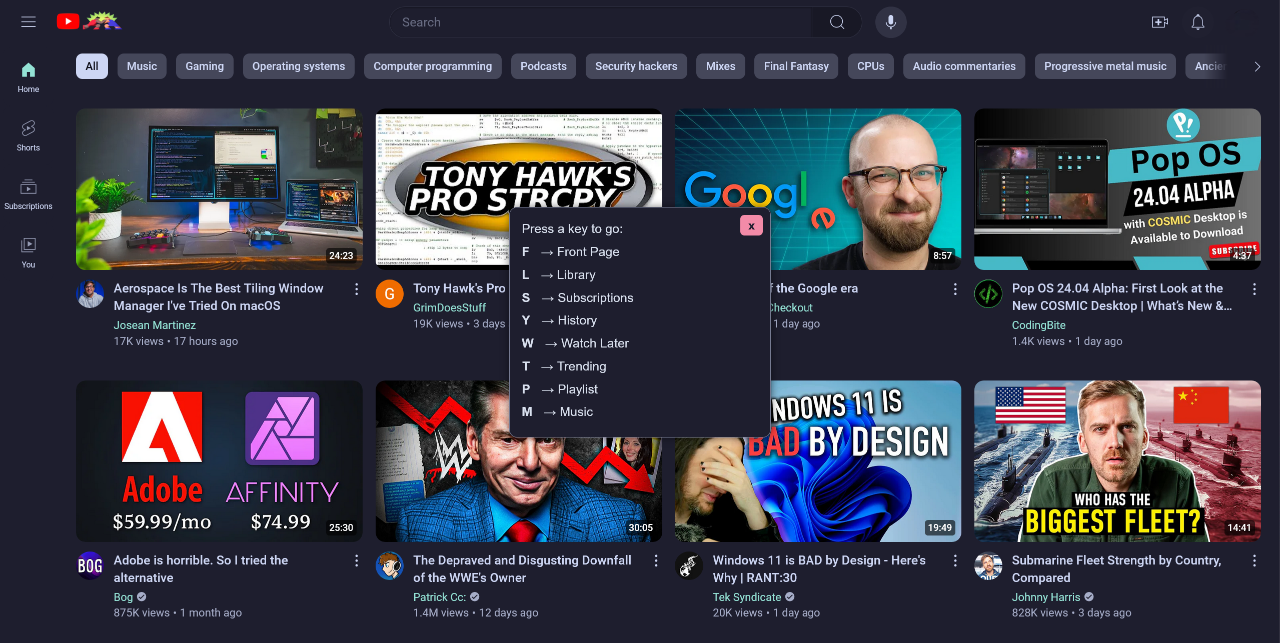 Search
All
Music
Gaming
Operating systems
Computer programming
Podcasts
Security hackers
Mixes
Final Fantasy
CPUs
Audio commentaries
Progressive metal music
Home
Shorts
Subscriptions
You
24:23
Aerospace Is The Best Tiling Window
Manager I've Tried On macOS
Josean Martinez
17K views • 17 hours ago
TONY HAWK'S
PRO STRCPY
G
Tony Hawk's Pro
GrimDoesStuff
19K views • 3 days
Googl
e
8:57
f the Google era
Checkout
1 day ago
Pop OS
24.04 ALPHA
with COSMIC Desktop is
Available to Download
SUBSCRIBE
4:37
Pop OS 24.04 Alpha: First Look at the
New COSMIC Desktop | What's New &...
CodingBite
1.4K views • 1 day ago
Press a key to go:
x
F → Front Page
L → Library
S → Subscriptions
Y → History
W → Watch Later
T → Trending
P → Playlist
M → Music
Adobe
$59.99/mo
AFFINITY
$74.99
25:30
BOG
Adobe is horrible. So I tried the
alternative
Bog
875K views • 1 month ago
30:05
The Depraved and Disgusting Downfall
of the WWE's Owner
Patrick Cc:
1.4M views • 12 days ago
NDOWS 11 IS
BAD BY DESIGN
19:49
Windows 11 is BAD by Design - Here's
Why | RANT:30
Tek Syndicate
20K views • 1 day ago
WHO HAS THE
BIGGEST FLEET?
14:41
Submarine Fleet Strength by Country,
Compared
Johnny Harris
828K views • 3 days ago